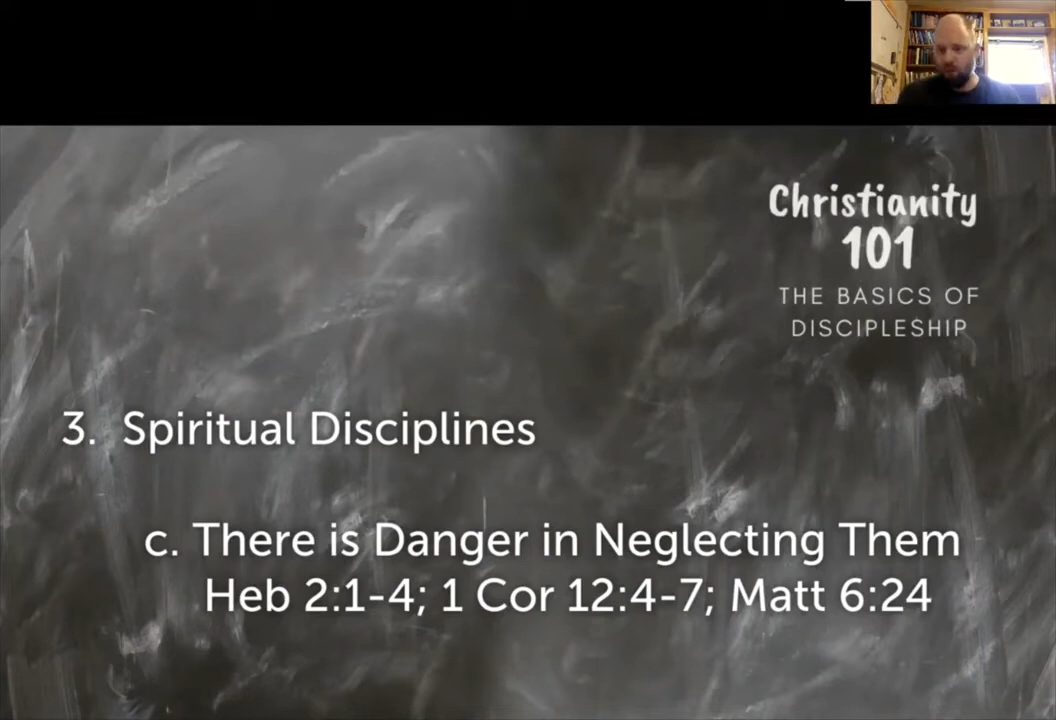 Christianity
101
THE BASICS OF
DISCIPLESHIP
3. Spiritual Disciplines
c. There is Danger in Neglecting Them
Heb 2:1-4; 1 Cor 12:4-7; Matt 6:24